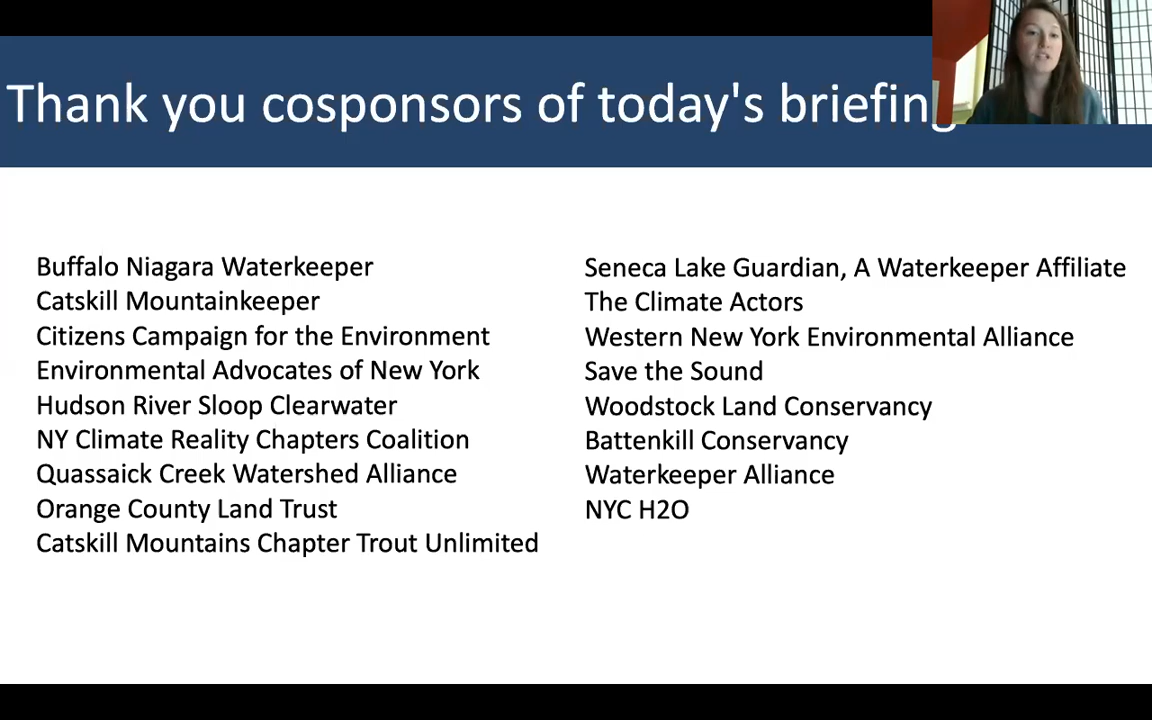 Thank you cosponsors of today's briefing
Buffalo Niagara Waterkeeper
Catskill Mountainkeeper
Citizens Campaign for the Environment
Environmental Advocates of New York
Hudson River Sloop Clearwater
NY Climate Reality Chapters Coalition
Quassaick Creek Watershed Alliance
Orange County Land Trust
Catskill Mountains Chapter Trout Unlimited
Seneca Lake Guardian, A Waterkeeper Affiliate
The Climate Actors
Western New York Environmental Alliance
Save the Sound
Woodstock Land Conservancy
Battenkill Conservancy
Waterkeeper Alliance
NYC H2O